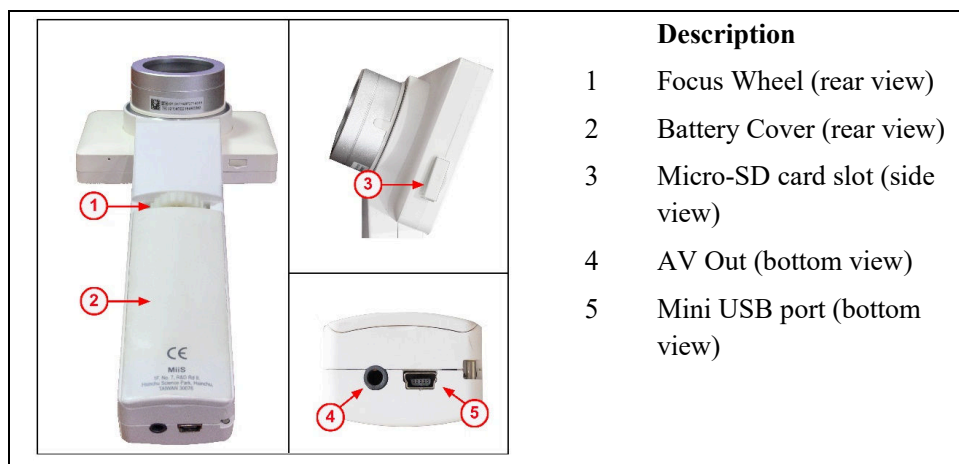 Description
1 Focus Wheel (rear view)
2 Battery Cover (rear view)
3 Micro-SD card slot (side
view)
4 AV Out (bottom view)
5 Mini USB port (bottom
view)
1
2
CE
MiiS
3
4
5